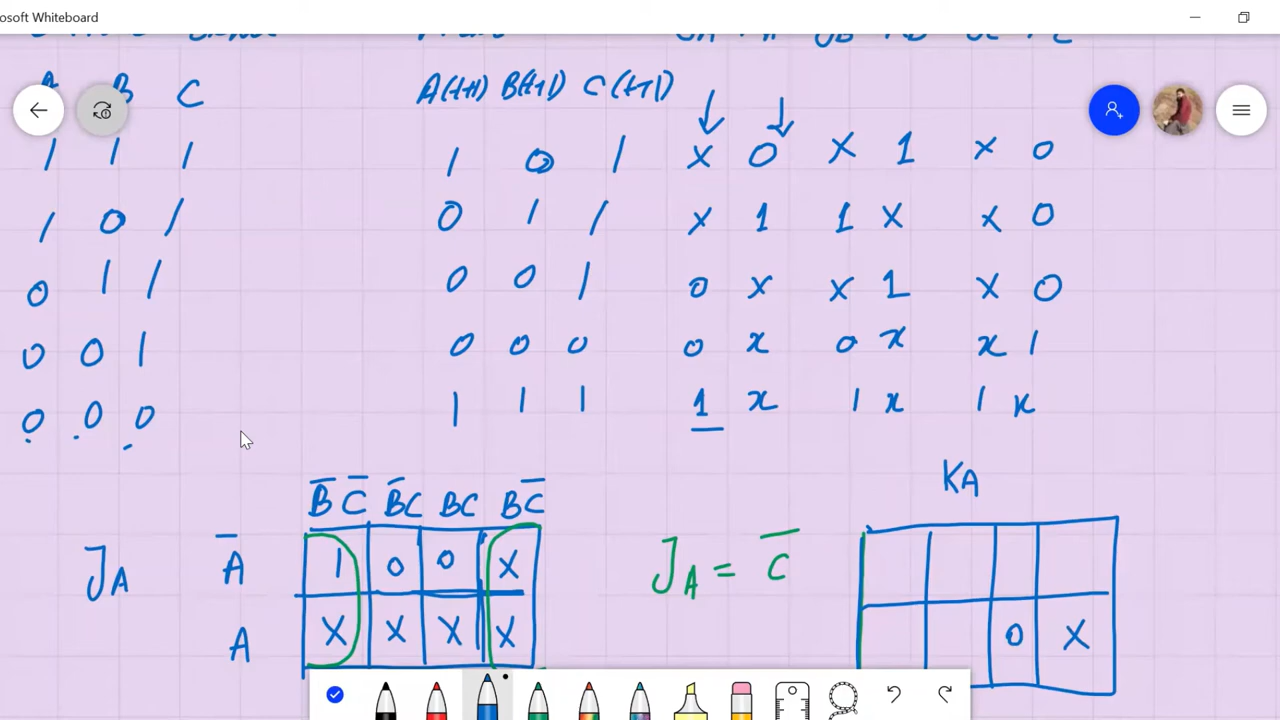 osoft Whiteboard
A B C A(t+1) B(t+1) C(t+1)
1 1 1 1 0 1 X 0 X 1 X 0
1 0 1 0 1 1 X 1 1 X X 0
0 1 1 0 0 1 0 X X 1 X 0
0 0 1 0 0 0 0 x 0 x x 1
0 0 0 1 1 1 1 x 1 x 1 x
KA
B̅ C̅ B̅C BC BC̅
JA A̅ 1 0 0 X JA = C̅
A X X X X 0 X